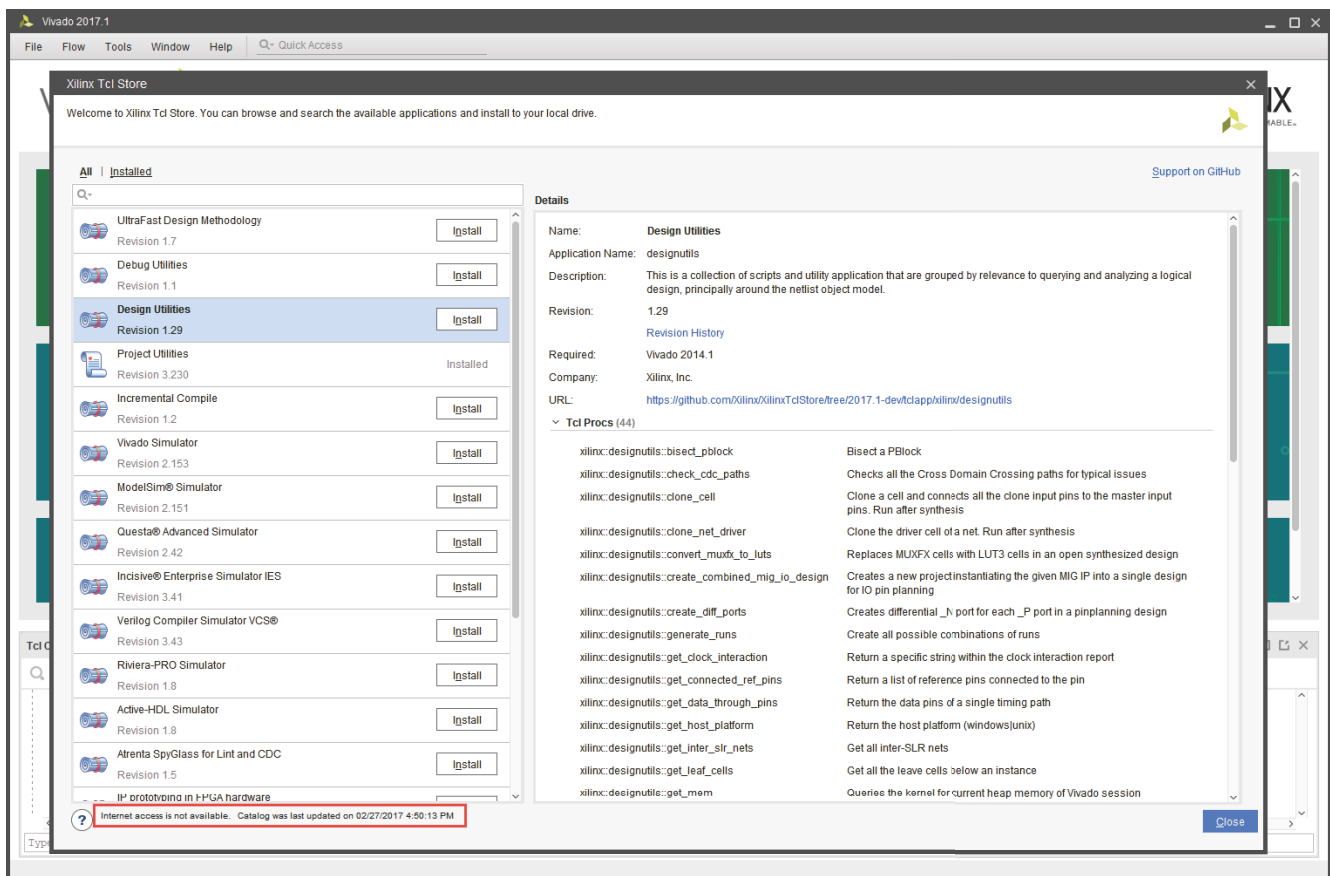 Vivado 2017.1
File Flow Tools Window Help Quick Access
Xilinx Tcl Store
Welcome to Xilinx Tcl Store. You can browse and search the available applications and install to your local drive.
All | Installed
Support on GitHub
UltraFast Design Methodology
Revision 1.7
Install
Debug Utilities
Revision 1.1
Install
Design Utilities
Revision 1.29
Install
Project Utilities
Revision 3.230
Installed
Incremental Compile
Revision 1.2
Install
Vivado Simulator
Revision 2.153
Install
ModelSim® Simulator
Revision 2.151
Install
Questa® Advanced Simulator
Revision 2.42
Install
Incisive® Enterprise Simulator IES
Revision 3.41
Install
Verilog Compiler Simulator VCS®
Revision 3.43
Install
Riviera-PRO Simulator
Revision 1.8
Install
Active-HDL Simulator
Revision 1.8
Install
Atrenta SpyGlass for Lint and CDC
Revision 1.5
Install
IP prototyping in FPGA hardware
Details
Name: Design Utilities
Application Name: designutils
Description: This is a collection of scripts and utility application that are grouped by relevance to querying and analyzing a logical
design, principally around the netlist object model.
Revision: 1.29
Revision History
Required: Vivado 2014.1
Company: Xilinx, Inc.
URL: https://github.com/Xilinx/XilinxTclStore/tree/2017.1-dev/tclapp/xilinx/designutils
Tcl Procs (44)
xilinx::designutils::bisect_pblock Bisect a PBlock
xilinx::designutils::check_cdc_paths Checks all the Cross Domain Crossing paths for typical issues
xilinx::designutils::clone_cell Clone a cell and connects all the clone input pins to the master input
pins. Run after synthesis
xilinx::designutils::clone_net_driver Clone the driver cell of a net. Run after synthesis
xilinx::designutils::convert_muxfx_to_luts Replaces MUXFX cells with LUT3 cells in an open synthesized design
xilinx::designutils::create_combined_mig_io_design Creates a new project instantiating the given MIG IP into a single design
for IO pin planning
xilinx::designutils::create_diff_ports Creates differential _N port for each _P port in a pinplanning design
xilinx::designutils::generate_runs Create all possible combinations of runs
xilinx::designutils::get_clock_interaction Return a specific string within the clock interaction report
xilinx::designutils::get_connected_ref_pins Return a list of reference pins connected to the pin
xilinx::designutils::get_data_through_pins Return the data pins of a single timing path
xilinx::designutils::get_host_platform Return the host platform (windows|unix)
xilinx::designutils::get_inter_slr_nets Get all inter-SLR nets
xilinx::designutils::get_leaf_cells Get all the leave cells below an instance
xilinx::designutils::get_mem Queries the kernel for current heap memory of Vivado session
? Internet access is not available. Catalog was last updated on 02/27/2017 4:50:13 PM
Close